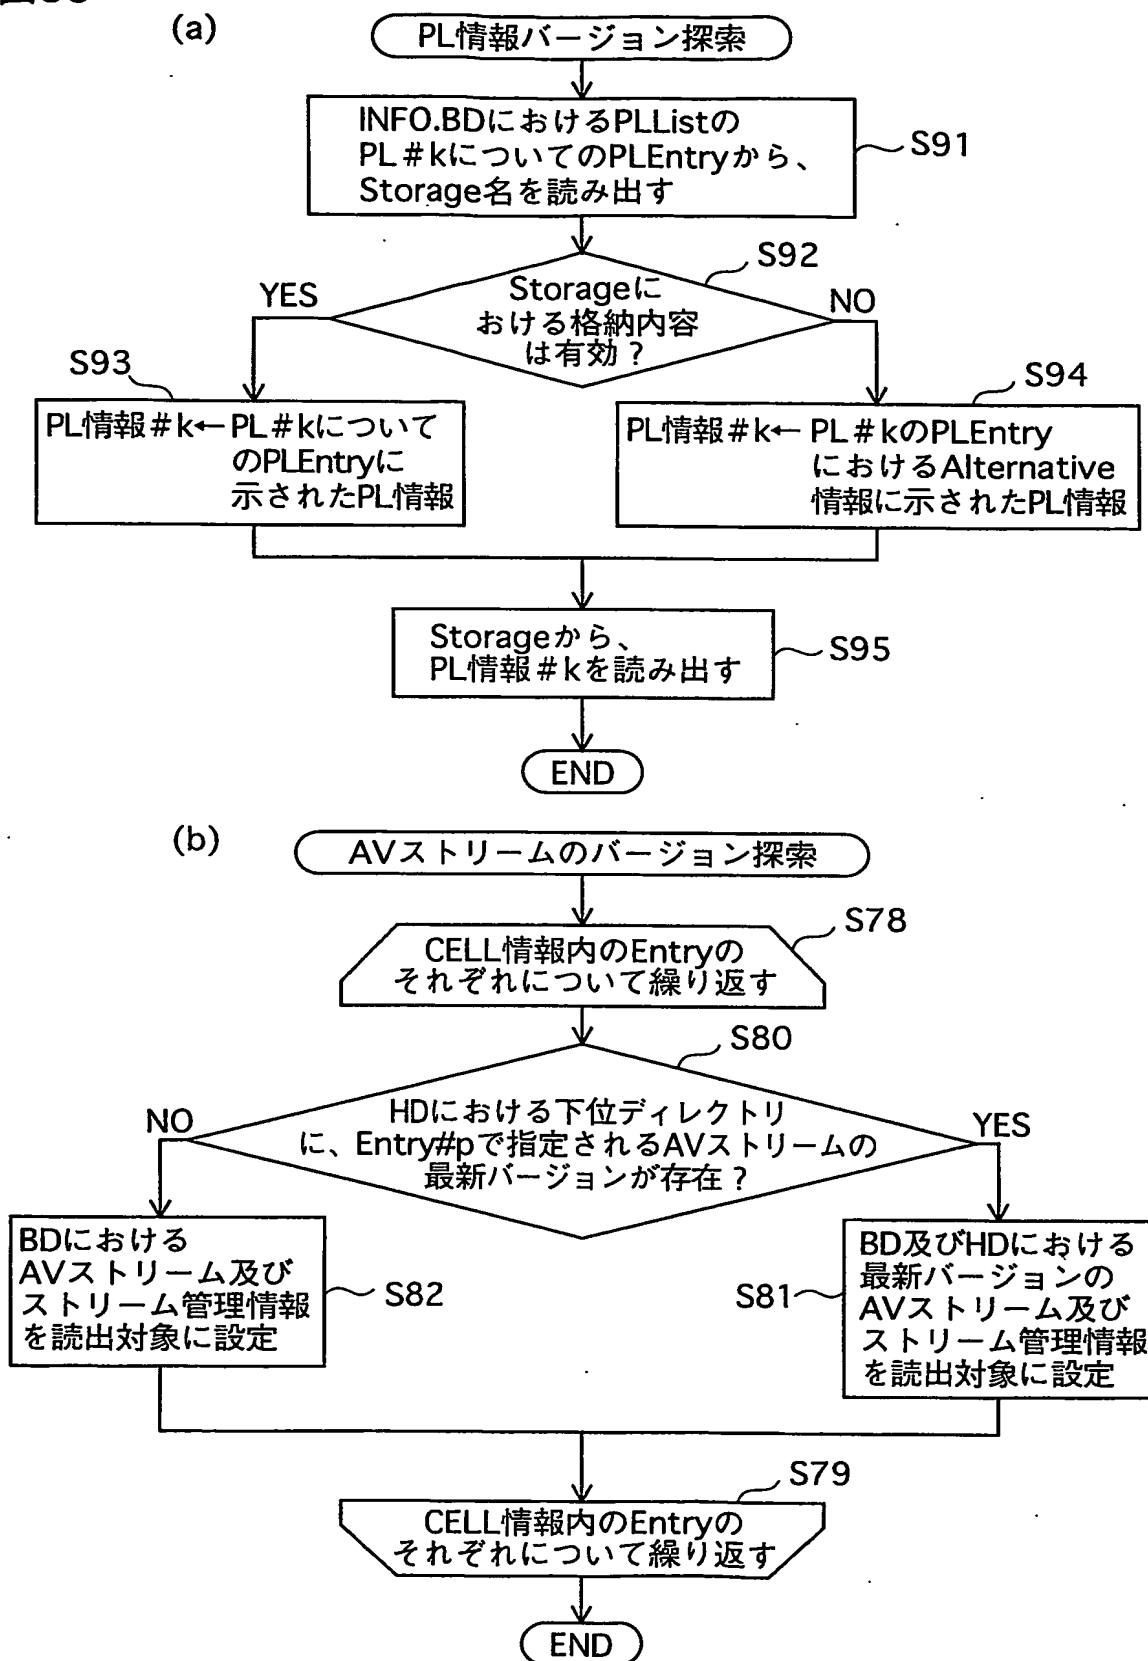 (a)
PL情報バージョン探索
INFO.BDにおけるPLListの
PL#kについてのPLEntryから、
Storage名を読み出す
S91
S92
Storageに
おける格納内容
は有効？
YES
NO
S93
PL情報#k←PL#kについて
のPLEntryに
示されたPL情報
S94
PL情報#k←PL#kのPLEntry
におけるAlternative
情報に示されたPL情報
Storageから、
PL情報#kを読み出す
S95
END
(b)
AVストリームのバージョン探索
S78
CELL情報内のEntryの
それぞれについて繰り返す
S80
HDにおける下位ディレクトリ
に、Entry#pで指定されるAVストリームの
最新バージョンが存在？
NO
YES
BDにおける
AVストリーム及び
ストリーム管理情報
を読出対象に設定
S82
S81
BD及びHDにおける
最新バージョンの
AVストリーム及び
ストリーム管理情報
を読出対象に設定
S79
CELL情報内のEntryの
それぞれについて繰り返す
END